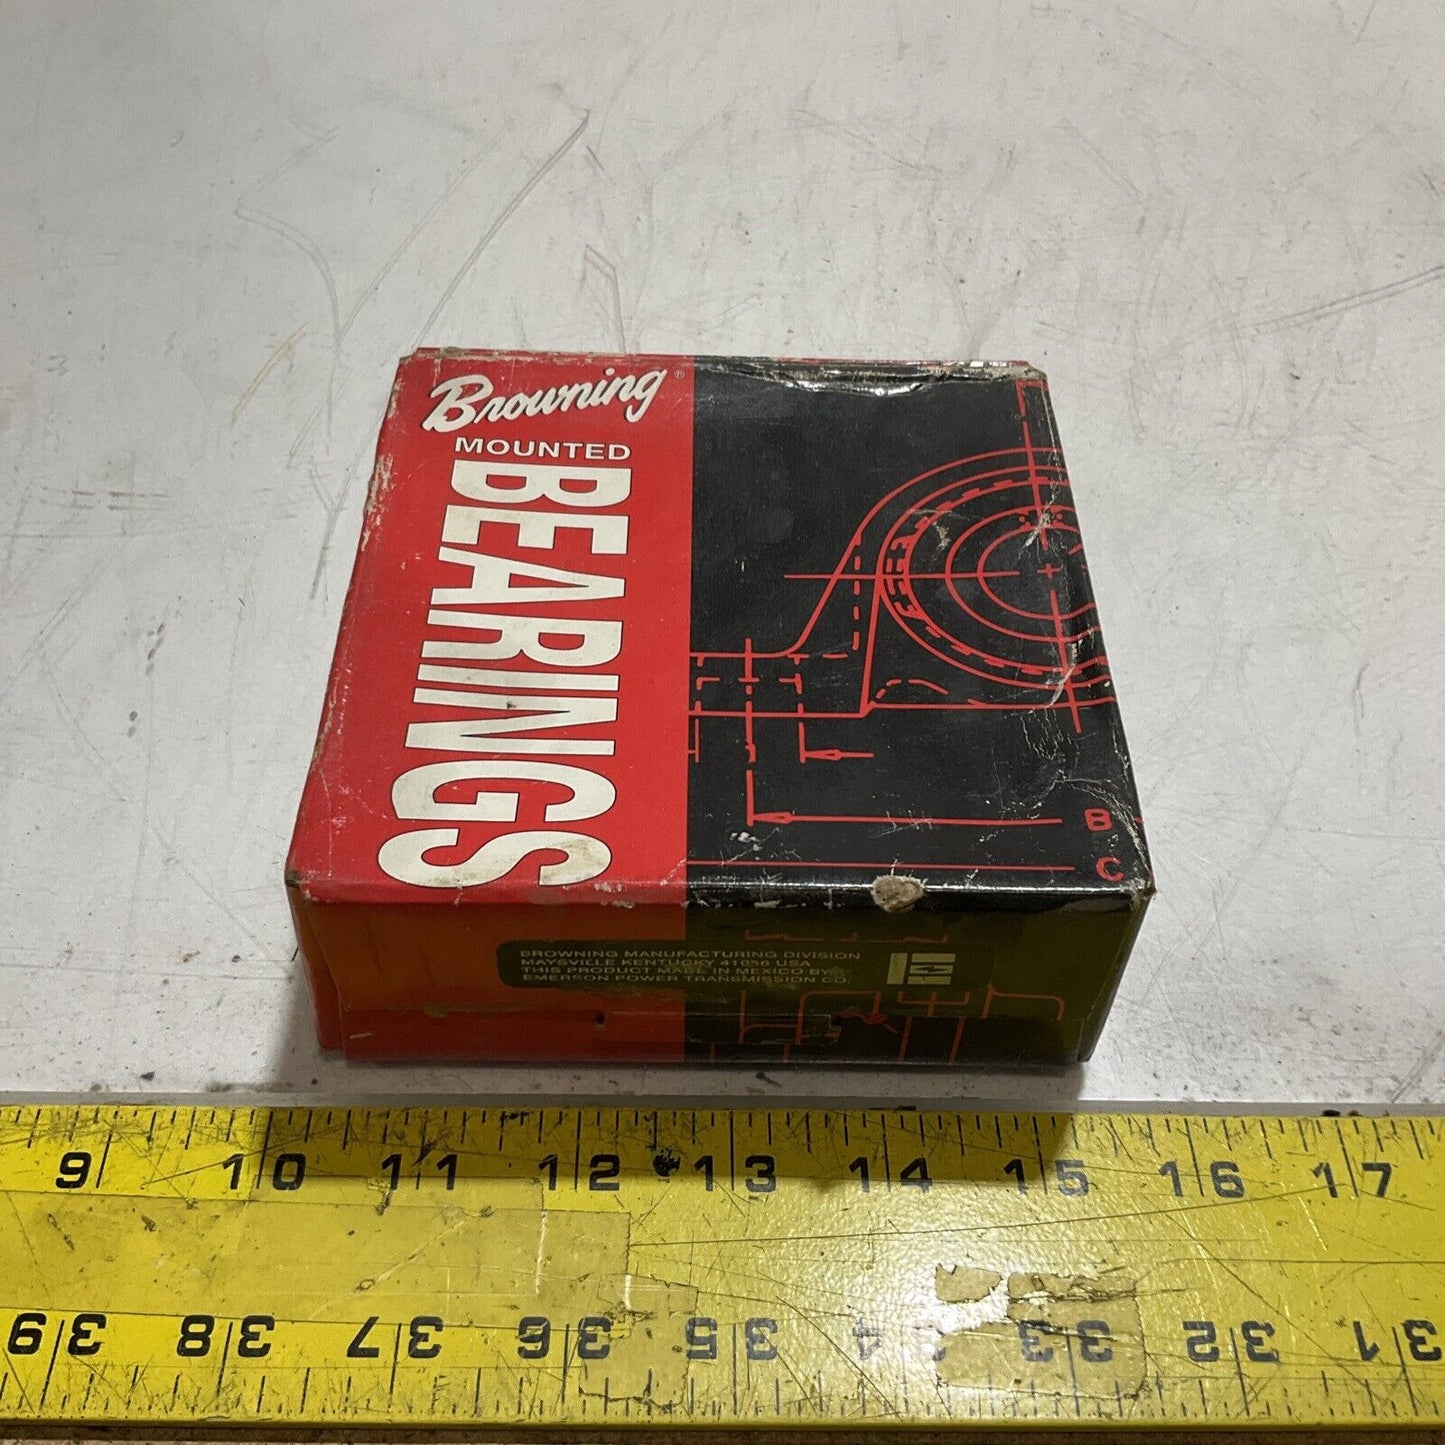 Browning®
MOUNTED
BEARINGS
B
C
BROWNING MANUFACTURING DIVISION
MAYSVILLE KENTUCKY 41056 USA
THIS PRODUCT MADE IN MEXICO BY
EMERSON POWER TRANSMISSION CO.
9 10 11 12 13 14 15 16 17
39 38 37 36 35 34 33 32 31